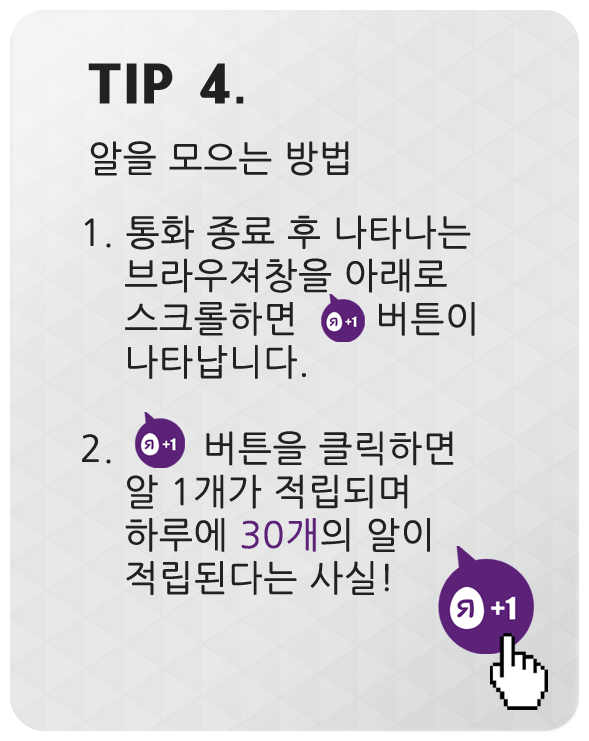 TIP 4.
알을 모으는 방법
1. 통화 종료 후 나타나는
브라우져창을 아래로
스크롤하면 я +1 버튼이
나타납니다.
2. я +1 버튼을 클릭하면
알 1개가 적립되며
하루에 30개의 알이
적립된다는 사실!
я +1